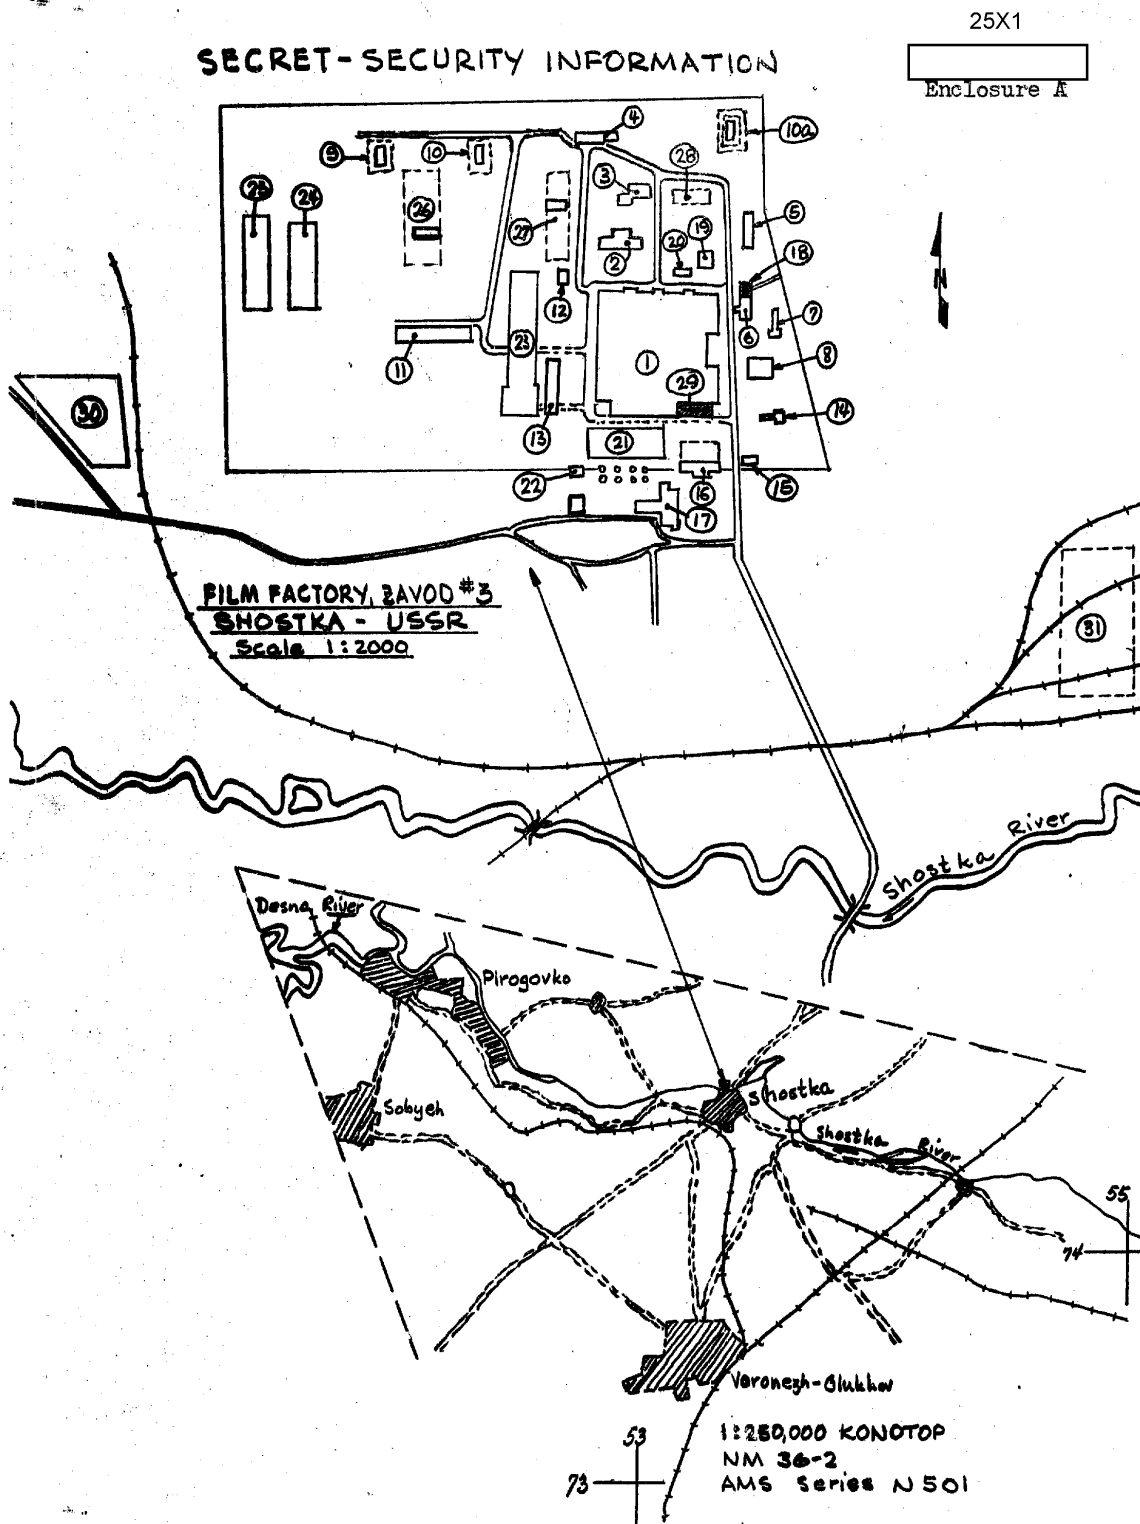 25X1
SECRET-SECURITY INFORMATION
Enclosure A
4
10a
9
10
28
3
25
24
26
5
27
19
20
2
18
12
7
6
23
1
8
11
29
30
14
13
21
22
16
15
17
FILM FACTORY, ZAVOD #3
SHOSTKA - USSR
Scale 1:2000
31
Shostka River
Desna River
Pirogovko
Sobyeh
Shostka
Shostka River
55
74
Voronezh-Glukhov
53
73
1:250,000 KONOTOP
NM 36-2
AMS Series N501